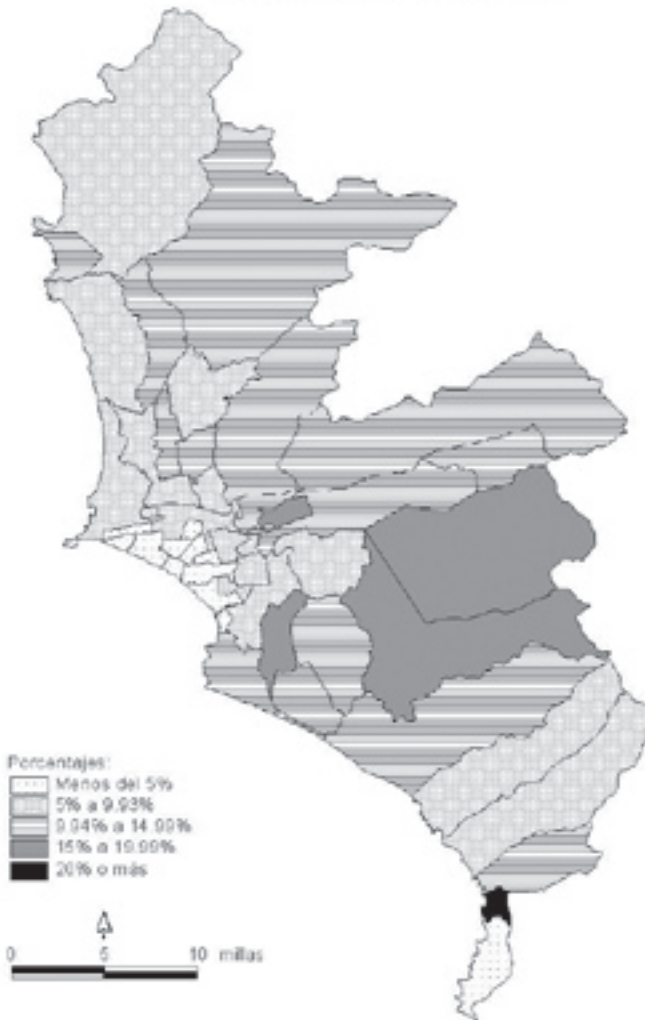 Porcentajes:
Menos del 5%
5% a 9.93%
9.94% a 14.99%
15% a 19.99%
20% o más
0 5 10 millas